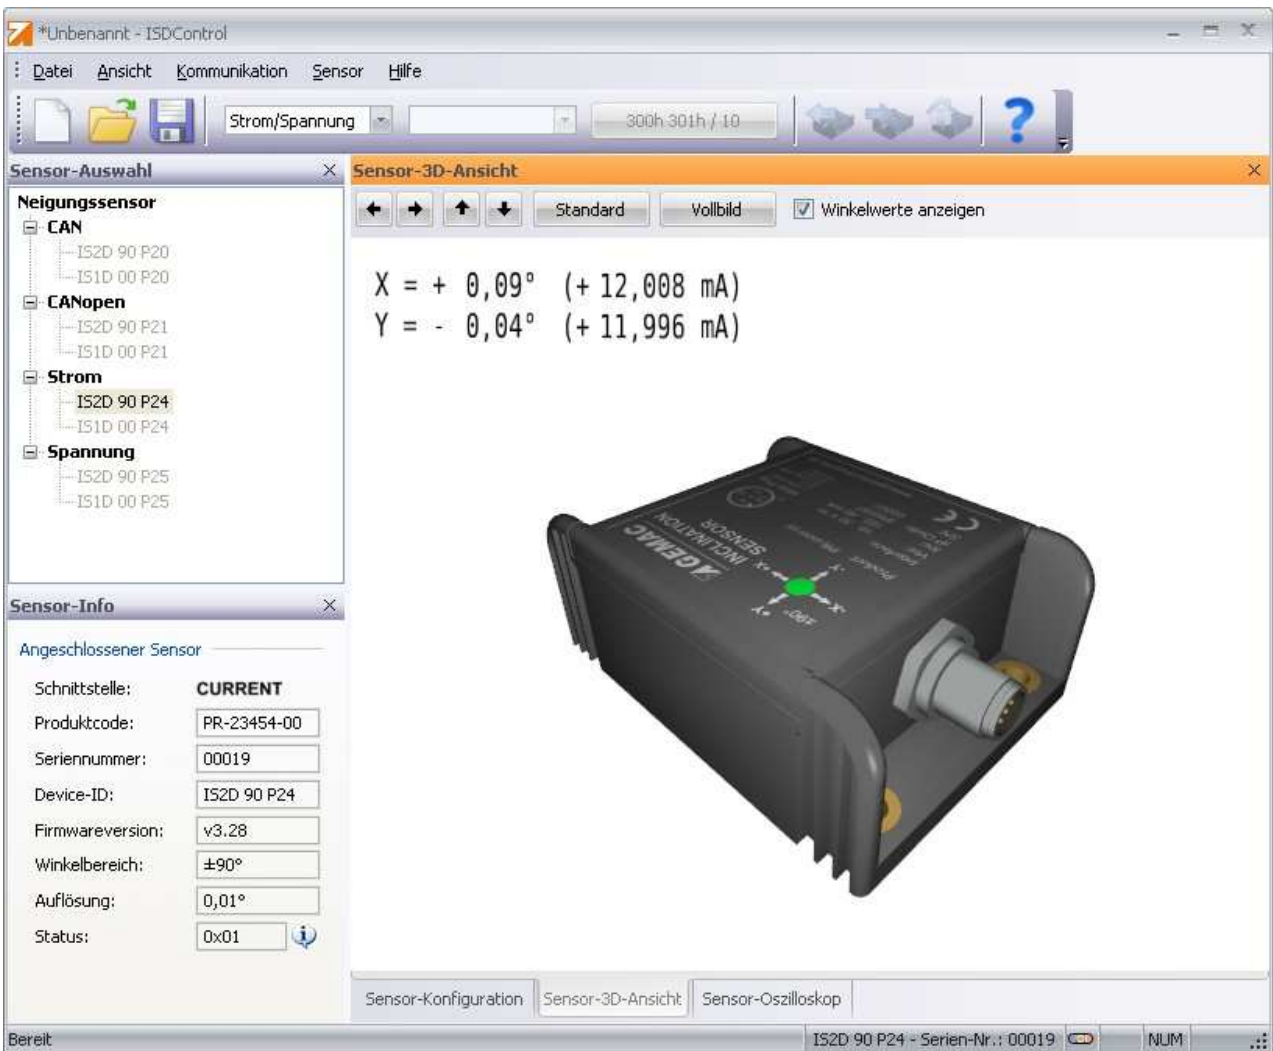 *Unbenannt - ISDControl
Datei Ansicht Kommunikation Sensor Hilfe
Strom/Spannung 300h 301h / 10
Sensor-Auswahl
Neigungssensor
CAN
IS2D 90 P20
IS1D 00 P20
CANopen
IS2D 90 P21
IS1D 00 P21
Strom
IS2D 90 P24
IS1D 00 P24
Spannung
IS2D 90 P25
IS1D 00 P25
Sensor-Info
Angeschlossener Sensor
Schnittstelle: CURRENT
Produktcode: PR-23454-00
Seriennummer: 00019
Device-ID: IS2D 90 P24
Firmwareversion: v3.28
Winkelbereich: ±90°
Auflösung: 0,01°
Status: 0x01
Sensor-3D-Ansicht
Standard Vollbild Winkelwerte anzeigen
X = + 0,09° (+ 12,008 mA)
Y = - 0,04° (+ 11,996 mA)
GEMAC
INCLINATION
SENSOR
Product
Interface
CE
+X
-Y
-X
+Y
±90°
Sensor-Konfiguration Sensor-3D-Ansicht Sensor-Oszilloskop
Bereit IS2D 90 P24 - Serien-Nr.: 00019 NUM